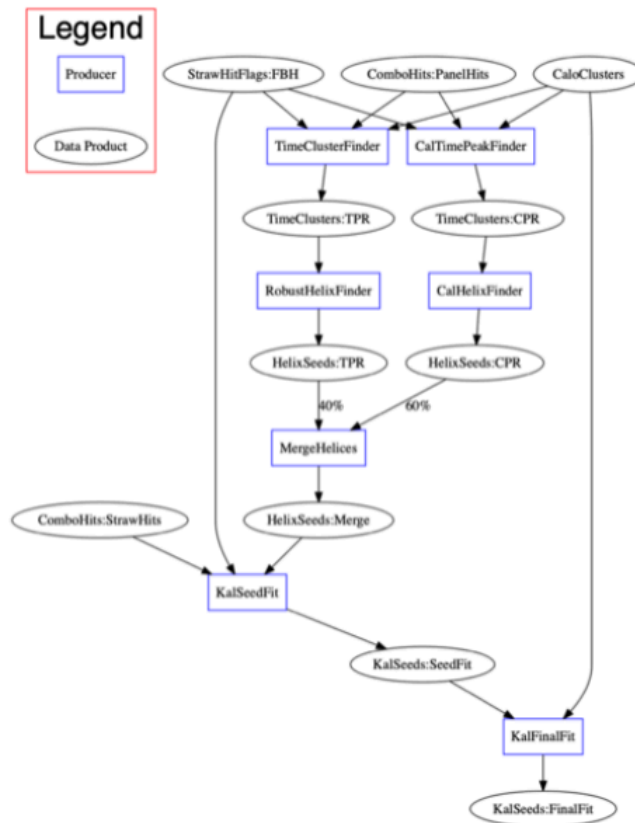 Legend
Producer
Data Product
StrawHitFlags:FBH
ComboHits:PanelHits
CaloClusters
TimeClusterFinder
CalTimePeakFinder
TimeClusters:TPR
TimeClusters:CPR
RobustHelixFinder
CalHelixFinder
HelixSeeds:TPR
HelixSeeds:CPR
40%
60%
MergeHelices
ComboHits:StrawHits
HelixSeeds:Merge
KalSeedFit
KalSeeds:SeedFit
KalFinalFit
KalSeeds:FinalFit